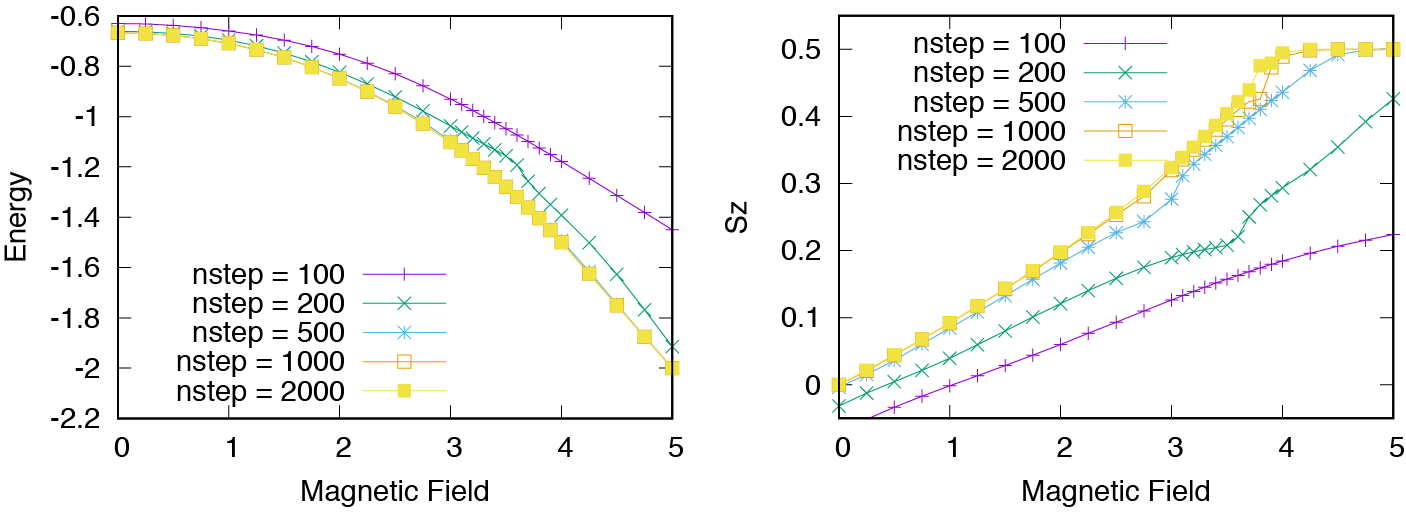 -0.6
-0.8
-1
-1.2
-1.4
-1.6
-1.8
-2
-2.2
Energy
nstep = 100
nstep = 200
nstep = 500
nstep = 1000
nstep = 2000
0 1 2 3 4 5
Magnetic Field
0.5
0.4
0.3
0.2
0.1
0
Sz
nstep = 100
nstep = 200
nstep = 500
nstep = 1000
nstep = 2000
0 1 2 3 4 5
Magnetic Field